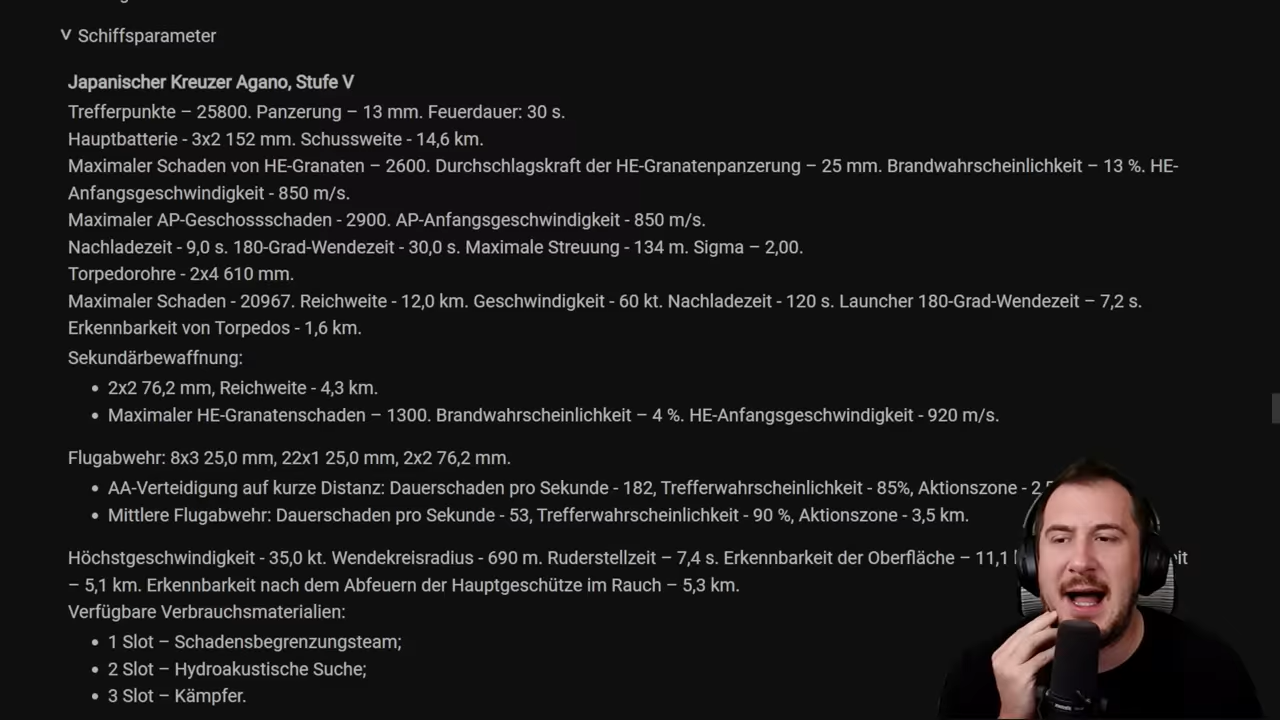 V Schiffsparameter
Japanischer Kreuzer Agano, Stufe V
Trefferpunkte – 25800. Panzerung – 13 mm. Feuerdauer: 30 s.
Hauptbatterie - 3x2 152 mm. Schussweite - 14,6 km.
Maximaler Schaden von HE-Granaten – 2600. Durchschlagskraft der HE-Granatenpanzerung – 25 mm. Brandwahrscheinlichkeit – 13 %. HE-
Anfangsgeschwindigkeit - 850 m/s.
Maximaler AP-Geschossschaden - 2900. AP-Anfangsgeschwindigkeit - 850 m/s.
Nachladezeit - 9,0 s. 180-Grad-Wendezeit - 30,0 s. Maximale Streuung - 134 m. Sigma – 2,00.
Torpedorohre - 2x4 610 mm.
Maximaler Schaden - 20967. Reichweite - 12,0 km. Geschwindigkeit - 60 kt. Nachladezeit - 120 s. Launcher 180-Grad-Wendezeit – 7,2 s.
Erkennbarkeit von Torpedos - 1,6 km.
Sekundärbewaffnung:
• 2x2 76,2 mm, Reichweite - 4,3 km.
• Maximaler HE-Granatenschaden – 1300. Brandwahrscheinlichkeit – 4 %. HE-Anfangsgeschwindigkeit - 920 m/s.
Flugabwehr: 8x3 25,0 mm, 22x1 25,0 mm, 2x2 76,2 mm.
• AA-Verteidigung auf kurze Distanz: Dauerschaden pro Sekunde - 182, Trefferwahrscheinlichkeit - 85%, Aktionszone -
• Mittlere Flugabwehr: Dauerschaden pro Sekunde - 53, Trefferwahrscheinlichkeit - 90 %, Aktionszone - 3,5 km.
Höchstgeschwindigkeit - 35,0 kt. Wendekreisradius - 690 m. Ruderstellzeit – 7,4 s. Erkennbarkeit der Oberfläche – 11,1
– 5,1 km. Erkennbarkeit nach dem Abfeuern der Hauptgeschütze im Rauch – 5,3 km.
Verfügbare Verbrauchsmaterialien:
• 1 Slot – Schadensbegrenzungsteam;
• 2 Slot – Hydroakustische Suche;
• 3 Slot – Kämpfer.